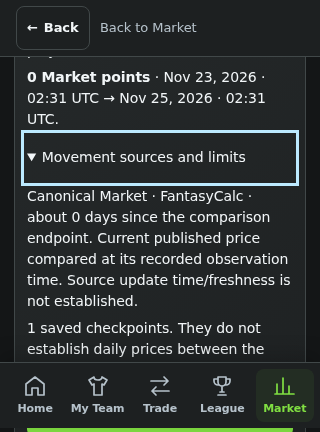 ← Back
Back to Market
0 Market points · Nov 23, 2026 ·
02:31 UTC → Nov 25, 2026 · 02:31
UTC.
▼ Movement sources and limits
Canonical Market · FantasyCalc ·
about 0 days since the comparison
endpoint. Current published price
compared at its recorded observation
time. Source update time/freshness is
not established.
1 saved checkpoints. They do not
establish daily prices between the
Home
My Team
Trade
League
Market